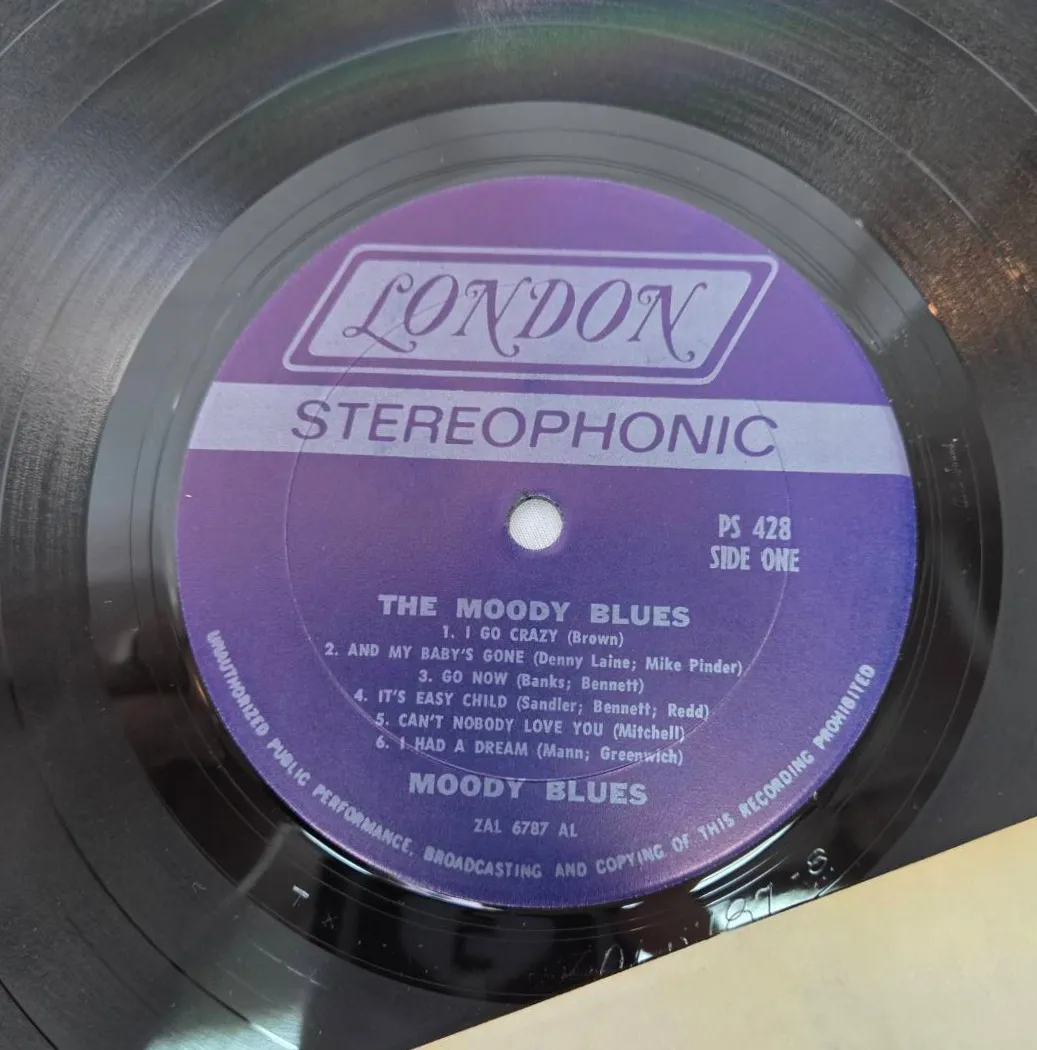 LONDON
STEREOPHONIC
PS 428
SIDE ONE
THE MOODY BLUES
1. I GO CRAZY (Brown)
2. AND MY BABY'S GONE (Denny Laine; Mike Pinder)
3. GO NOW (Banks; Bennett)
4. IT'S EASY CHILD (Sandler; Bennett; Redd)
5. CAN'T NOBODY LOVE YOU (Mitchell)
6. I HAD A DREAM (Mann; Greenwich)
MOODY BLUES
ZAL 6787 AL
UNAUTHORIZED PUBLIC PERFORMANCE, BROADCASTING AND COPYING OF THIS RECORDING PROHIBITED